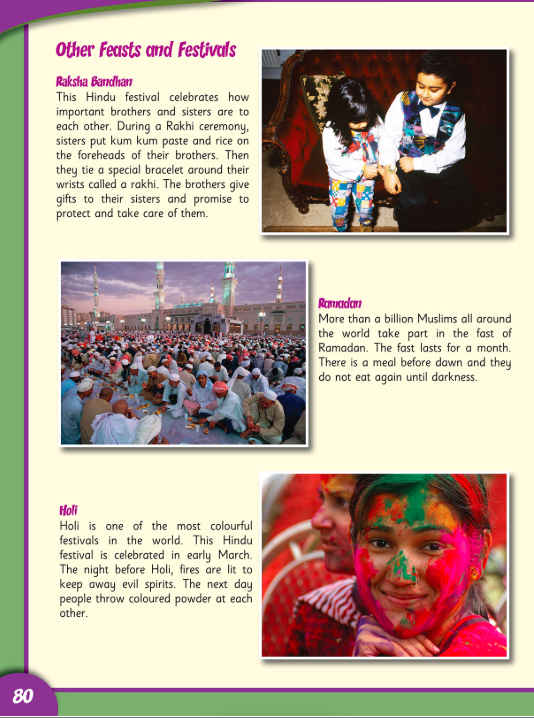 Other Feasts and Festivals
Raksha Bandhan
This Hindu festival celebrates how
important brothers and sisters are to
each other. During a Rakhi ceremony,
sisters put kum kum paste and rice on
the foreheads of their brothers. Then
they tie a special bracelet around their
wrists called a rakhi. The brothers give
gifts to their sisters and promise to
protect and take care of them.
Ramadan
More than a billion Muslims all around
the world take part in the fast of
Ramadan. The fast lasts for a month.
There is a meal before dawn and they
do not eat again until darkness.
Holi
Holi is one of the most colourful
festivals in the world. This Hindu
festival is celebrated in early March.
The night before Holi, fires are lit to
keep away evil spirits. The next day
people throw coloured powder at each
other.
80